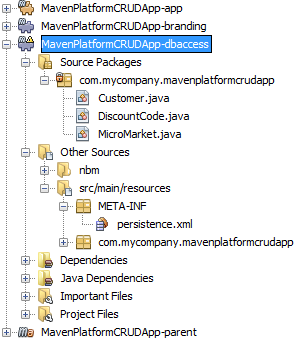 MavenPlatformCRUDApp-app
MavenPlatformCRUDApp-branding
MavenPlatformCRUDApp-dbaccess
Source Packages
com.mycompany.mavenplatformcrudapp
Customer.java
DiscountCode.java
MicroMarket.java
Other Sources
nbm
src/main/resources
META-INF
persistence.xml
com.mycompany.mavenplatformcrudapp
Dependencies
Java Dependencies
Important Files
Project Files
MavenPlatformCRUDApp-parent